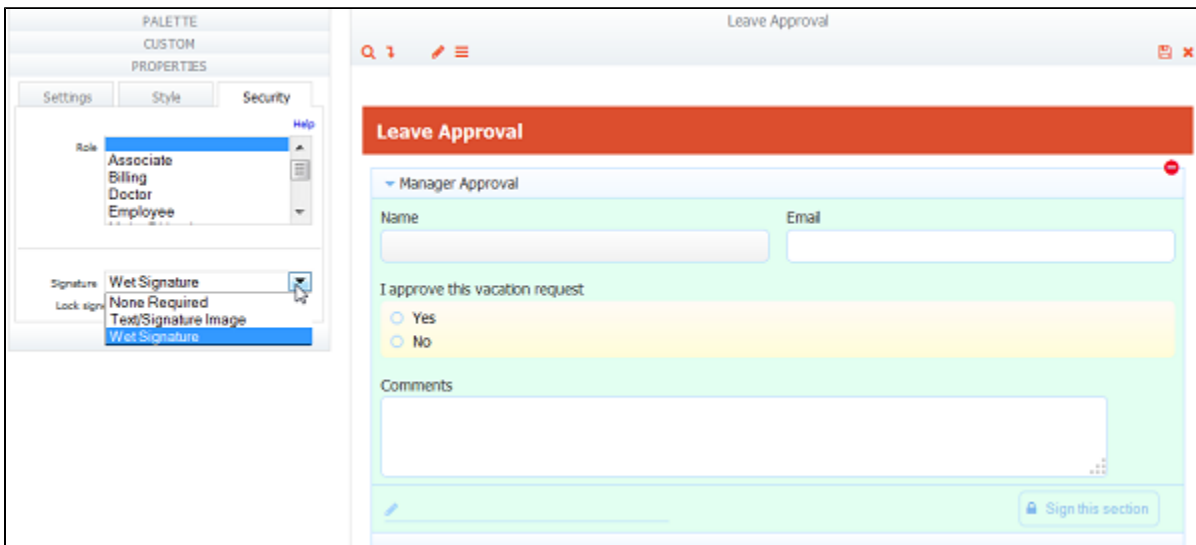 PALETTE
CUSTOM
PROPERTIES
Settings Style Security
Help
Role
Associate
Billing
Doctor
Employee
Signature Wet Signature
Lock
None Required
Text/Signature Image
Wet Signature
Leave Approval
Leave Approval
Manager Approval
Name Email
I approve this vacation request
Yes
No
Comments
Sign this section